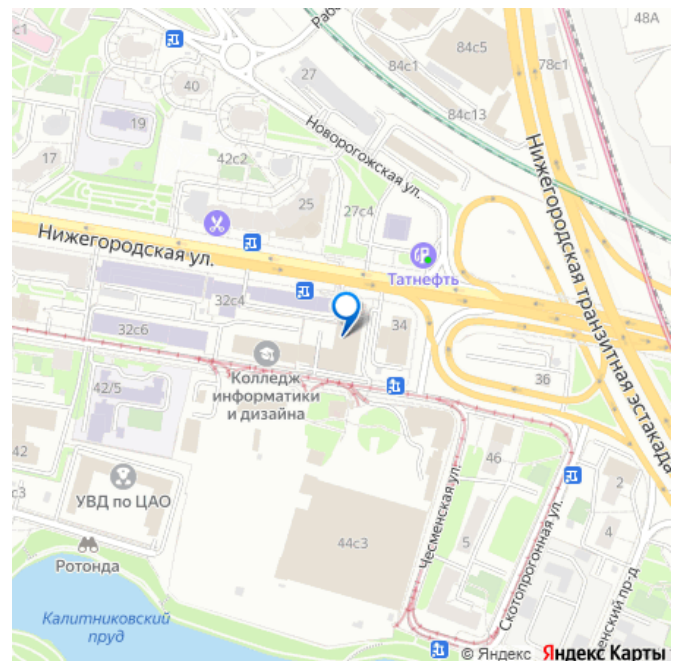 48А
84с5
84с1
78с1
27
40
84с13
19
Новорогожская ул.
42с2
17
25
27с4
Нижегородская ул.
Нижегородская транзитная эстакада
Татнефть
32с4
34
32с6
Колледж
информатики
и дизайна
36
42/5
42
46
УВД по ЦАО
2
с3
4
44с3
5
Чесменская ул.
Скотопрогонная ул.
Ротонда
Калитниковский
пруд
© Яндекс Яндекс Карты